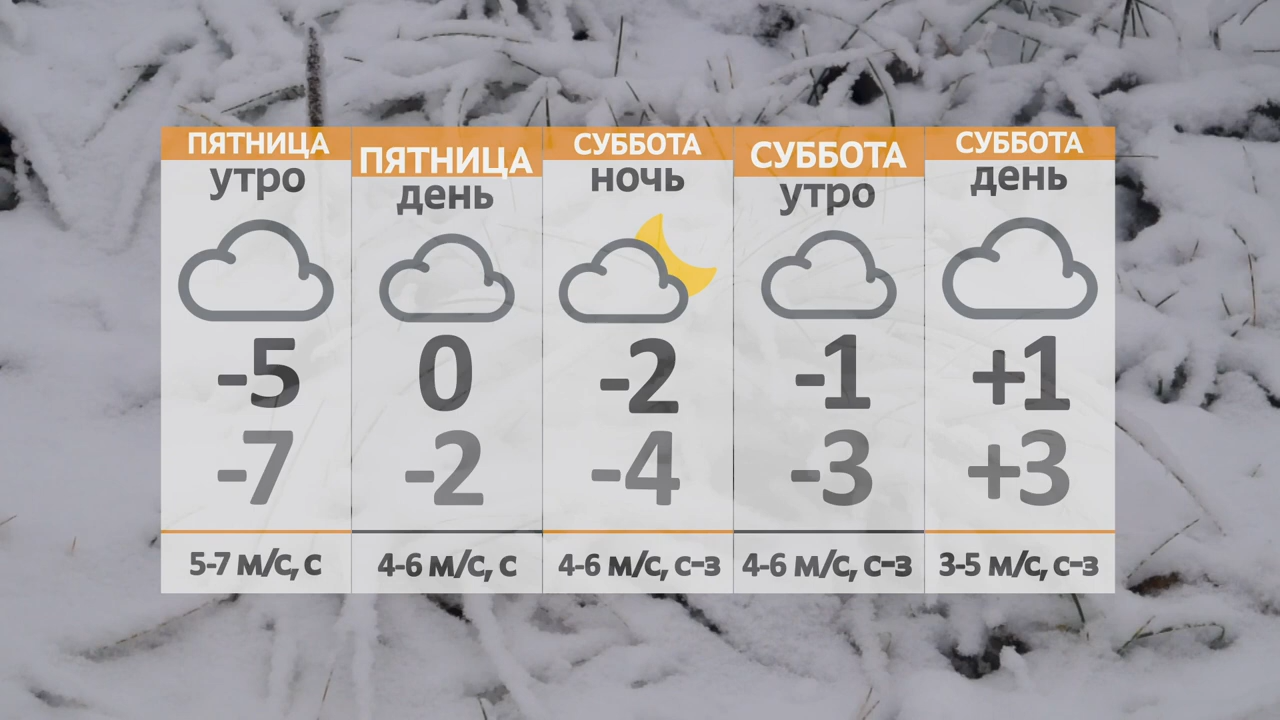 ПЯТНИЦА
утро
-5
-7
5-7 м/с, с
ПЯТНИЦА
день
0
-2
4-6 м/с, с
СУББОТА
ночь
-2
-4
4-6 м/с, с-з
СУББОТА
утро
-1
-3
4-6 м/с, с-з
СУББОТА
день
+1
+3
3-5 м/с, с-з